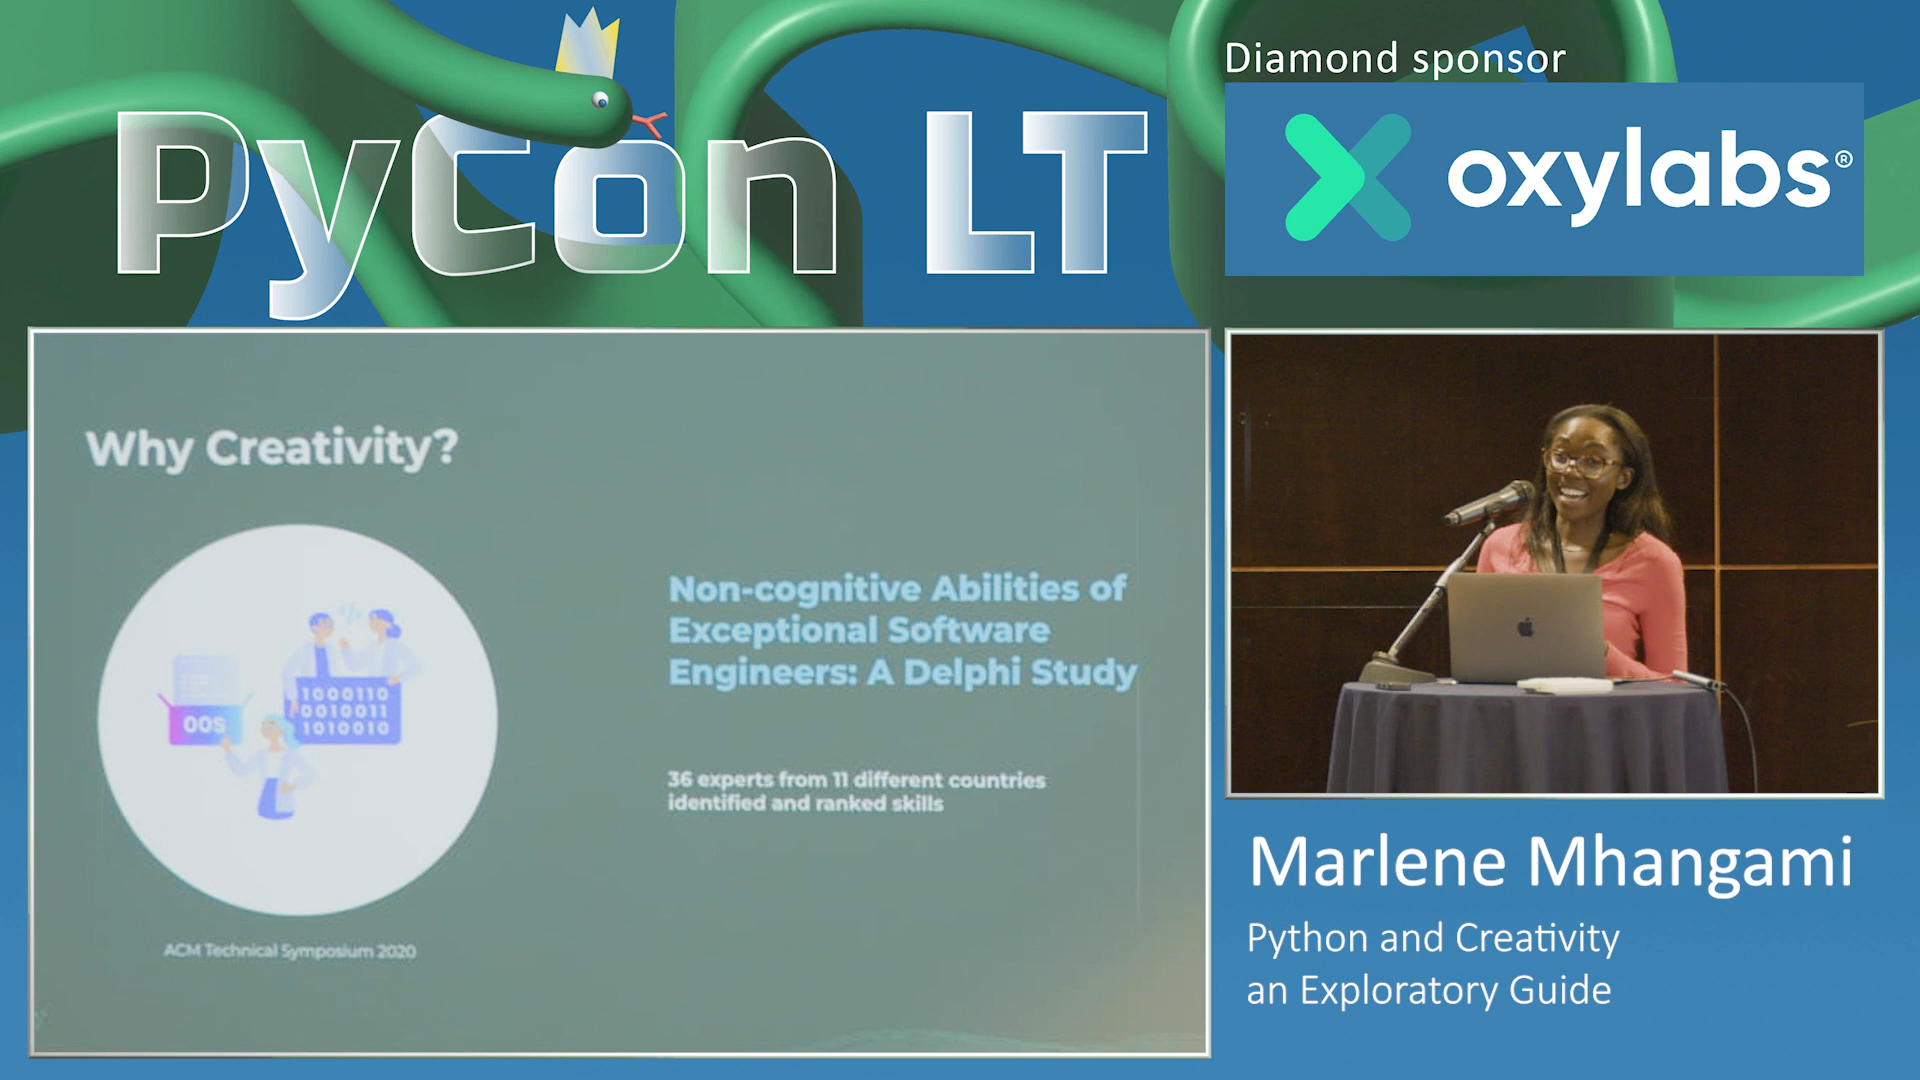 Diamond sponsor
PyCon LT
oxylabs®
Why Creativity?
Non-cognitive Abilities of
Exceptional Software
Engineers: A Delphi Study
1000110
0010011
1010010
OOS
36 experts from 11 different countries
identified and ranked skills
ACM Technical Symposium 2020
Marlene Mhangami
Python and Creativity
an Exploratory Guide